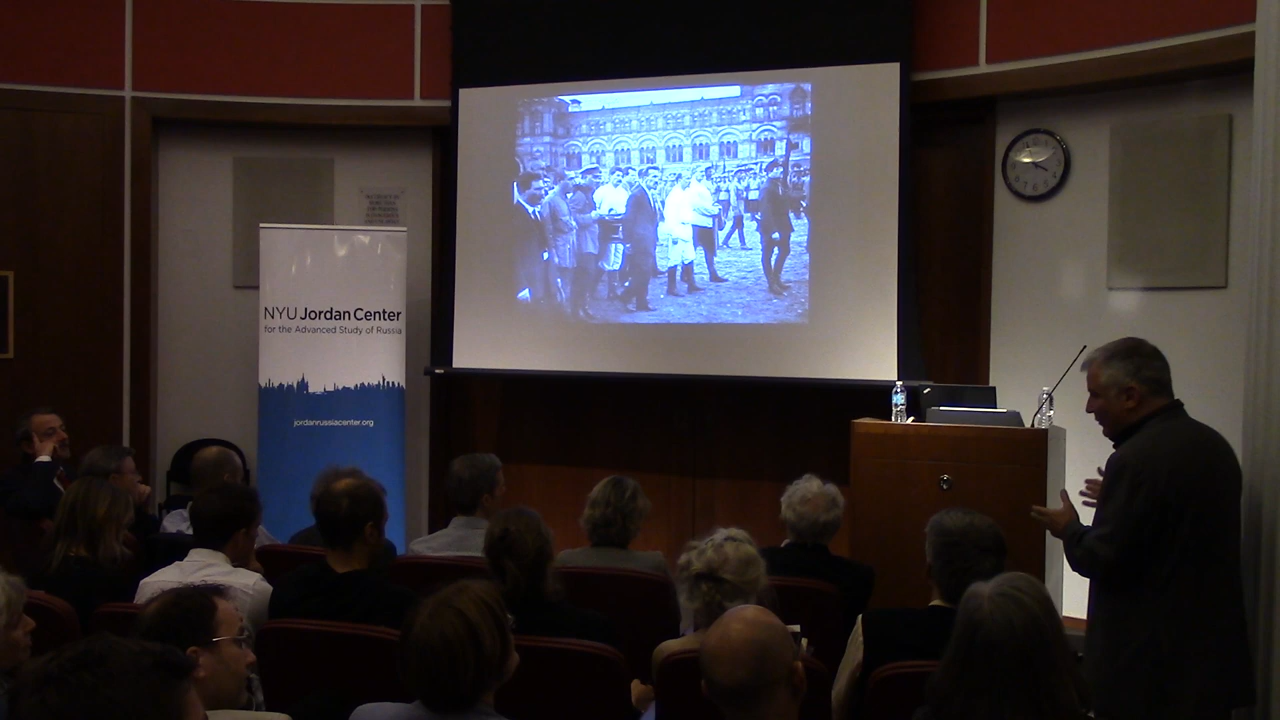 NYU Jordan Center
for the Advanced Study of Russia
jordanrussiacenter.org